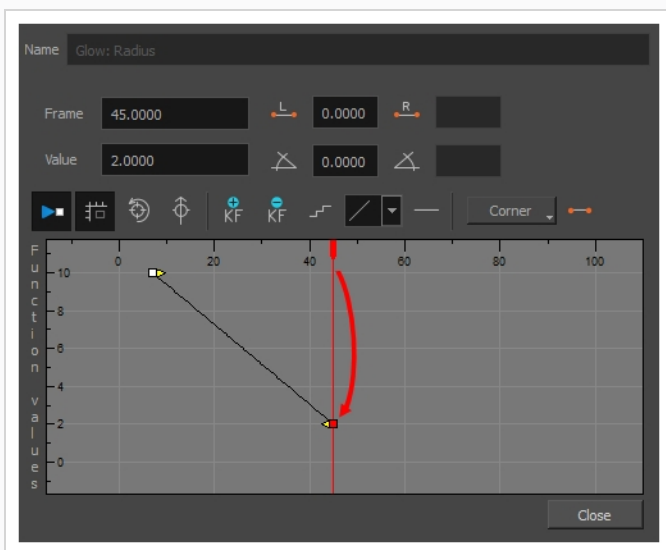 Name Glow: Radius
Frame 45.0000 L 0.0000 R
Value 2.0000 0.0000
KF KF Corner
Function values
0 20 40 60 80 100
10
8
6
4
2
0
Close